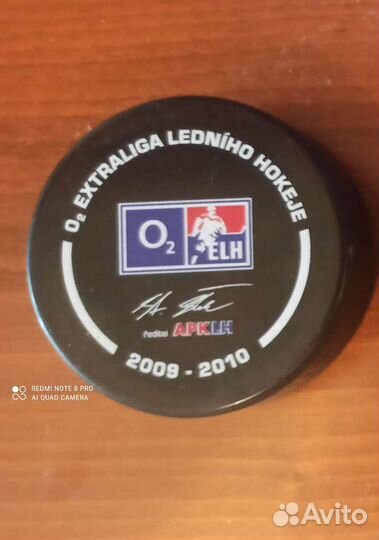 O2 EXTRALIGA LEDNÍHO HOKEJE
O2
ELH
Ředitel APKLH
2009 - 2010
REDMI NOTE 8 PRO
AI QUAD CAMERA
Avito